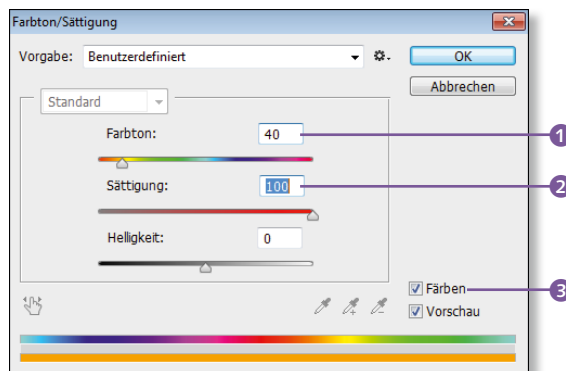 Farbton/Sättigung
Vorgabe: Benutzerdefiniert
OK
Abbrechen
Standard
Farbton: 40
1
Sättigung: 100
2
Helligkeit: 0
Färben
3
Vorschau